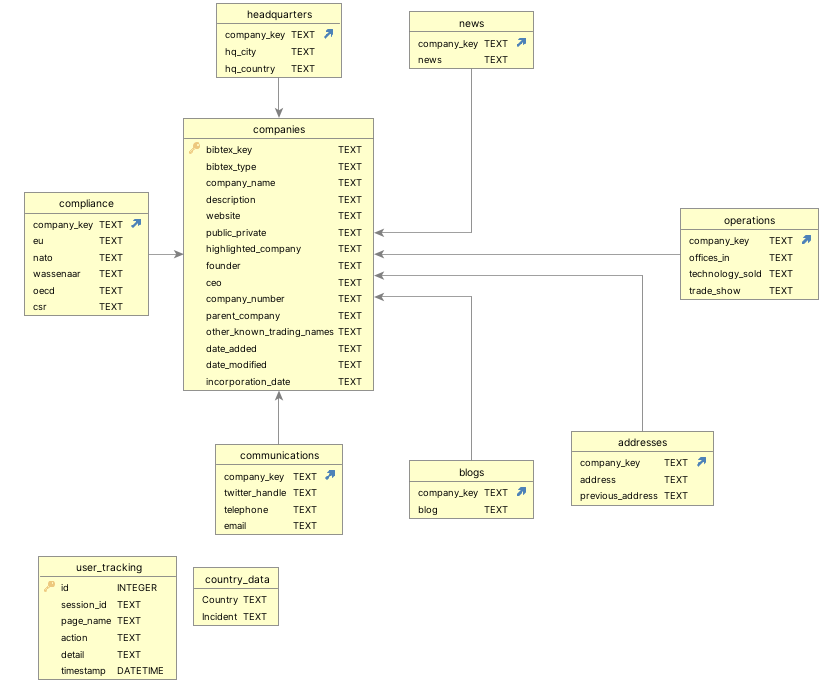 headquarters
company_key TEXT
hq_city TEXT
hq_country TEXT
news
company_key TEXT
news TEXT
companies
bibtex_key TEXT
bibtex_type TEXT
company_name TEXT
description TEXT
website TEXT
public_private TEXT
highlighted_company TEXT
founder TEXT
ceo TEXT
company_number TEXT
parent_company TEXT
other_known_trading_names TEXT
date_added TEXT
date_modified TEXT
incorporation_date TEXT
compliance
company_key TEXT
eu TEXT
nato TEXT
wassenaar TEXT
oecd TEXT
csr TEXT
operations
company_key TEXT
offices_in TEXT
technology_sold TEXT
trade_show TEXT
communications
company_key TEXT
twitter_handle TEXT
telephone TEXT
email TEXT
blogs
company_key TEXT
blog TEXT
addresses
company_key TEXT
address TEXT
previous_address TEXT
user_tracking
id INTEGER
session_id TEXT
page_name TEXT
action TEXT
detail TEXT
timestamp DATETIME
country_data
Country TEXT
Incident TEXT